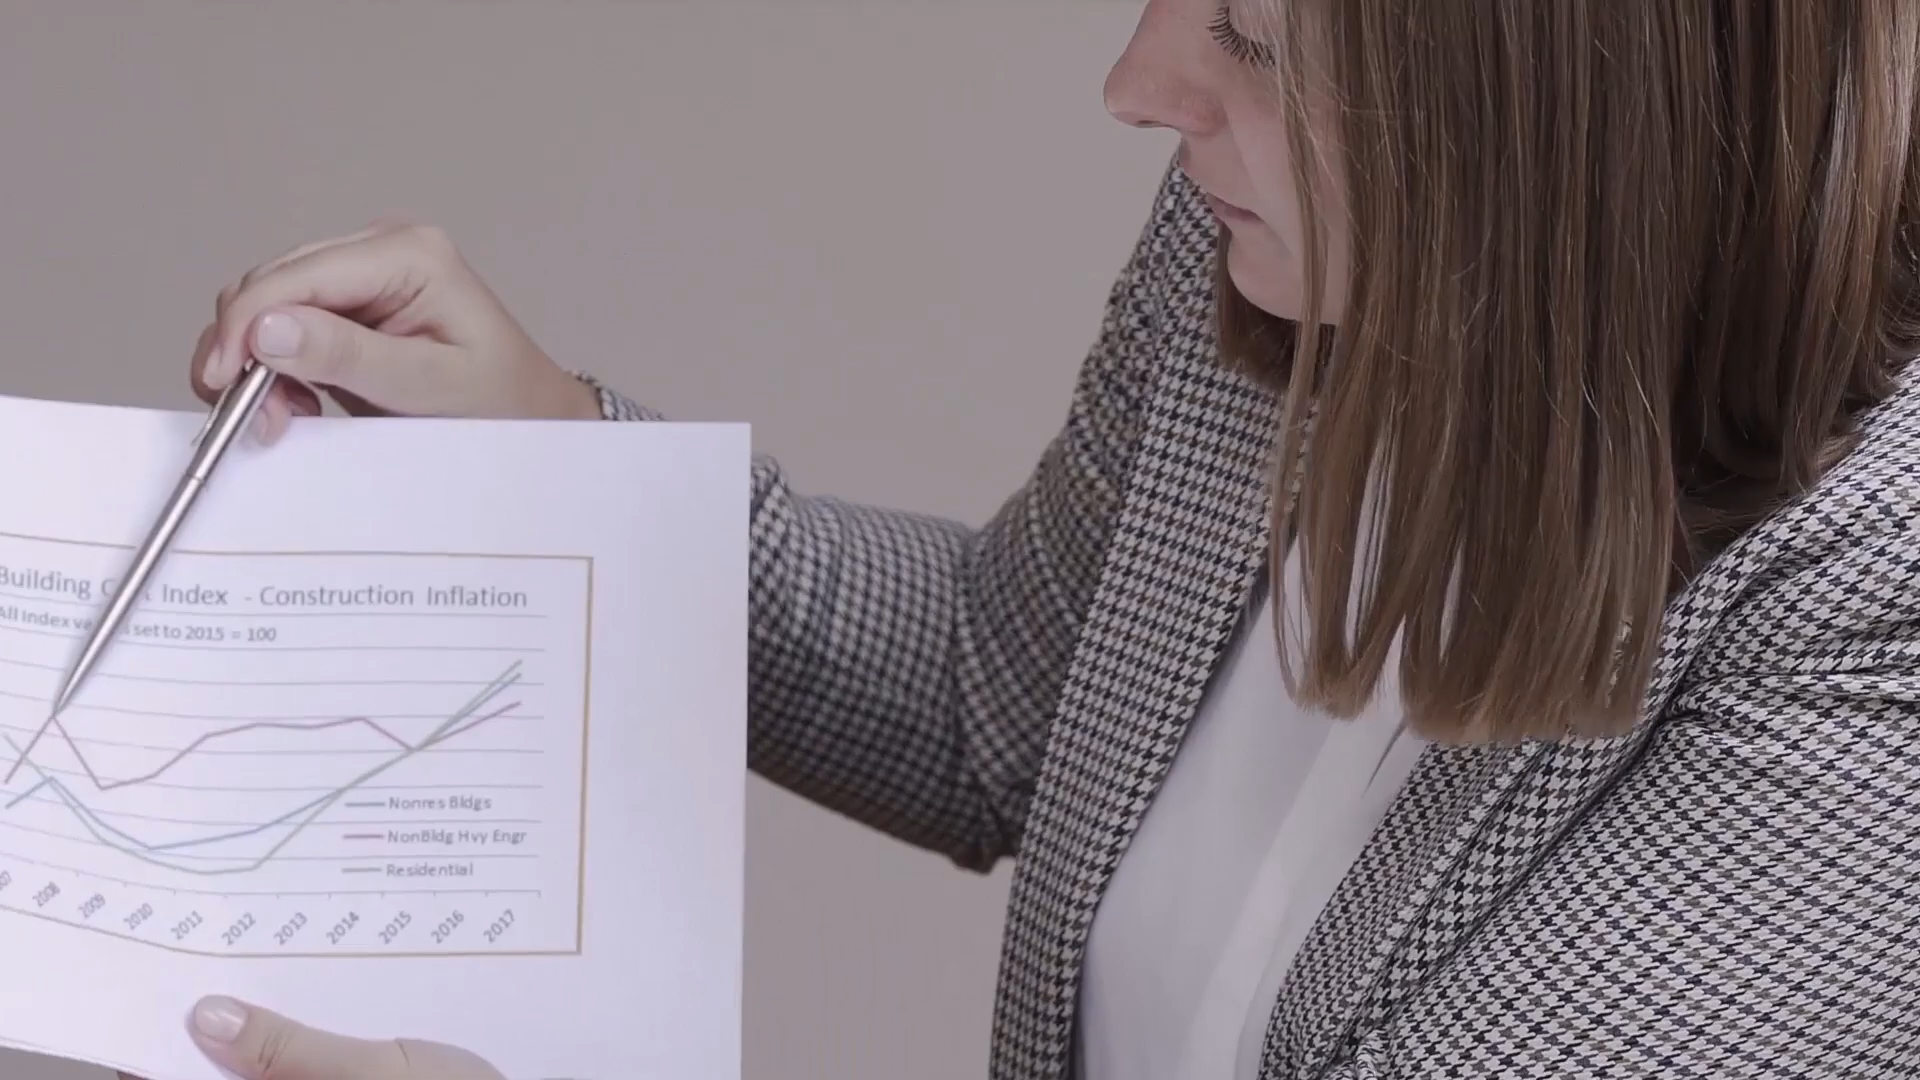 Building Index - Construction Inflation
All Index set to 2015 = 100
Nonres Bldgs
NonBldg Hvy Engr
Residential
2008 2009 2010 2011 2012 2013 2014 2015 2016 2017